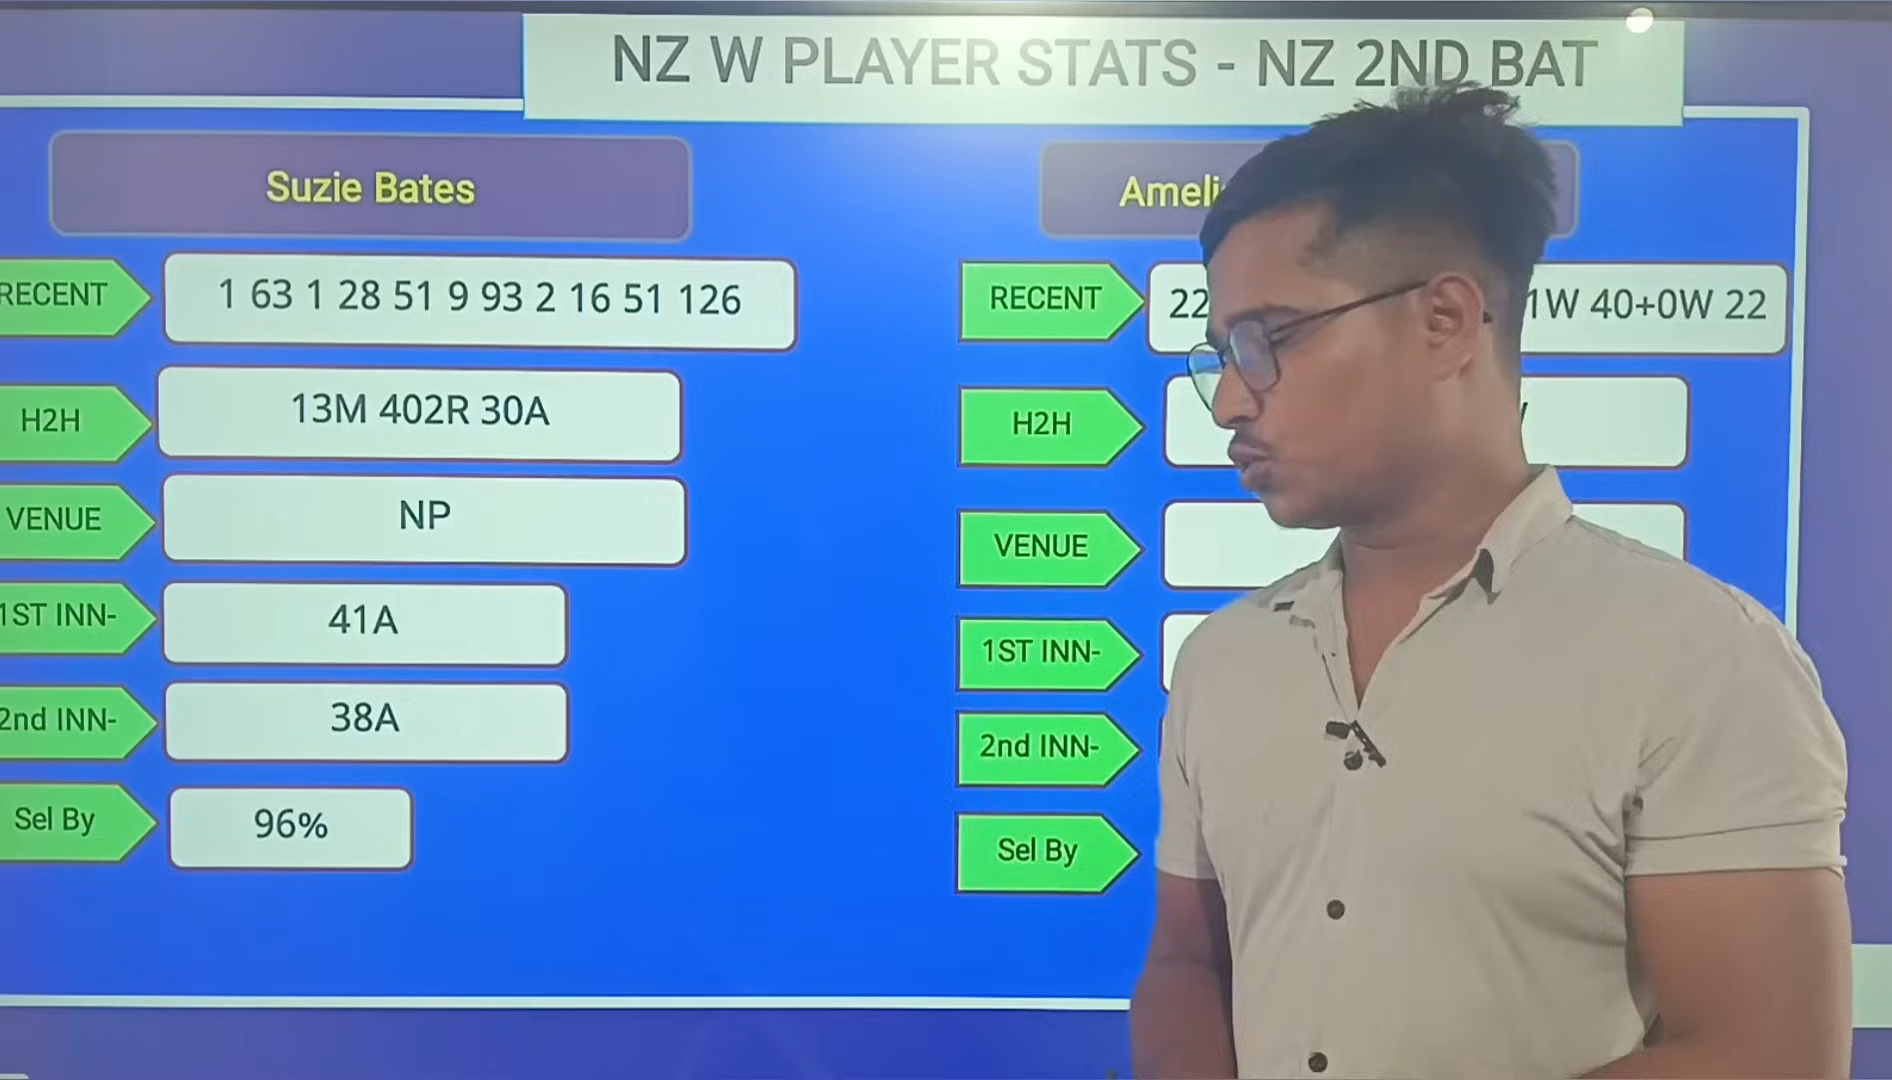 NZ W PLAYER STATS - NZ 2ND BAT
Suzie Bates
RECENT 1 63 1 28 51 9 93 2 16 51 126
H2H 13M 402R 30A
VENUE NP
1ST INN- 41A
2nd INN- 38A
Sel By 96%
RECENT 22 1W 40+0W 22
H2H
VENUE
1ST INN-
2nd INN-
Sel By